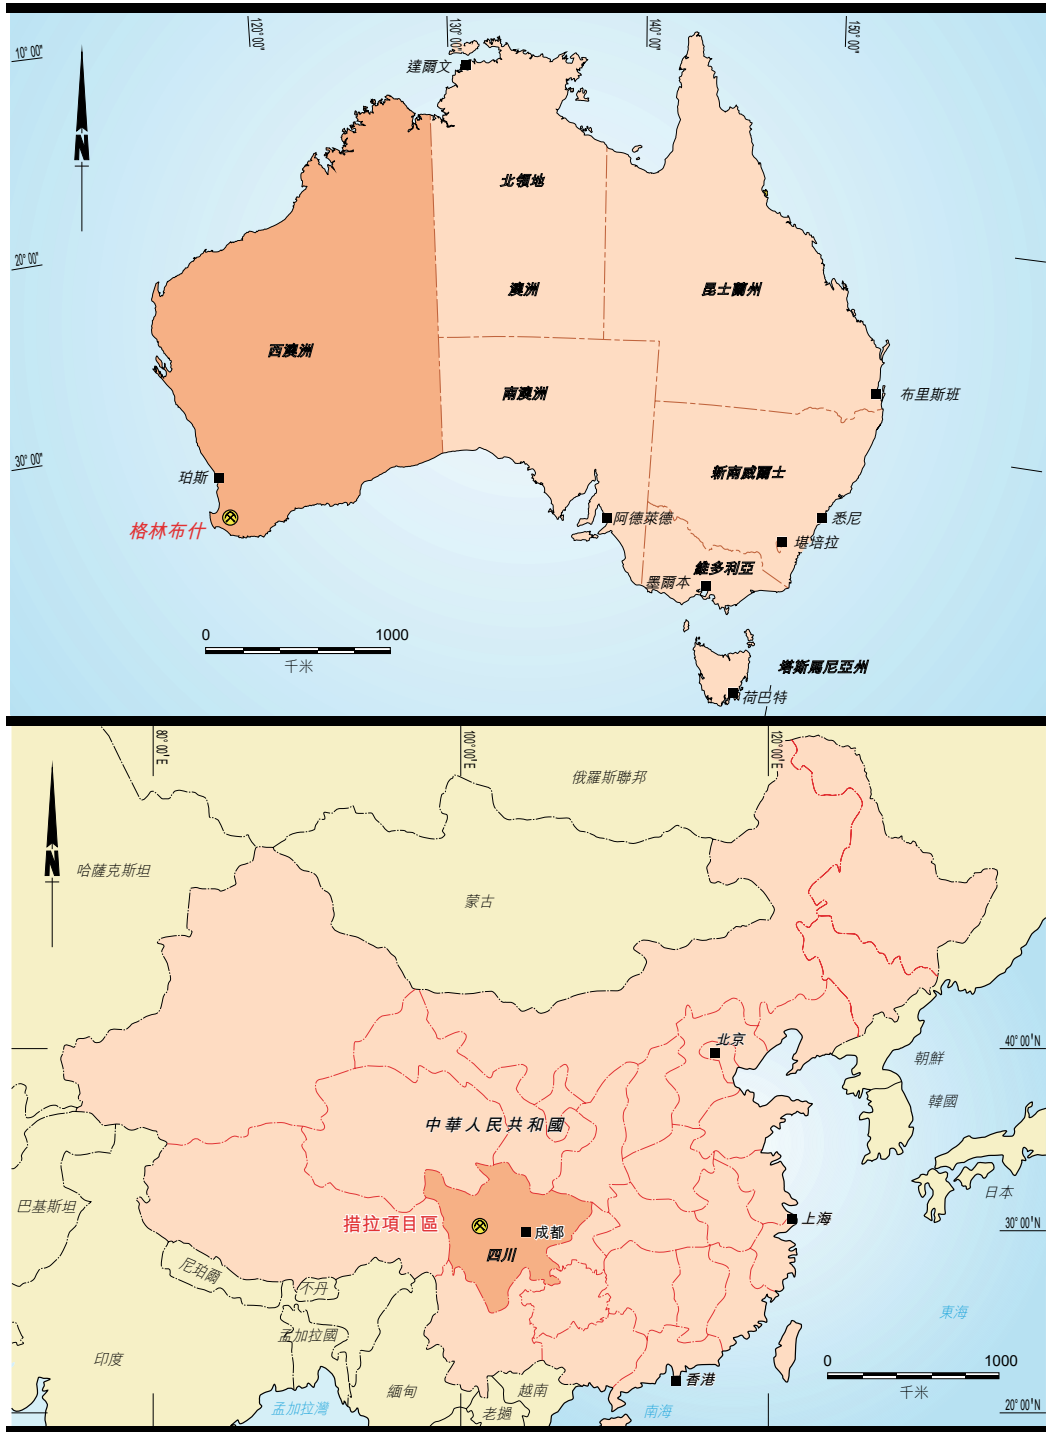 120° 00"
130° 00"
140° 00"
150° 00"
10° 00"
達爾文
N
北領地
20° 00"
澳洲
昆士蘭州
西澳洲
南澳洲
布里斯班
30° 00"
珀斯
新南威爾士
格林布什
阿德萊德
悉尼
堪培拉
維多利亞
墨爾本
0
1000
千米
塔斯馬尼亞州
荷巴特
80° 00'E
100° 00'E
120° 00'E
俄羅斯聯邦
N
哈薩克斯坦
蒙古
北京
40° 00'N
朝鮮
韓國
中華人民共和國
巴基斯坦
日本
措拉項目區
成都
上海
30° 00'N
四川
尼珀爾
不丹
東海
孟加拉國
印度
0
1000
緬甸
越南
香港
千米
孟加拉灣
老撾
南海
20° 00'N